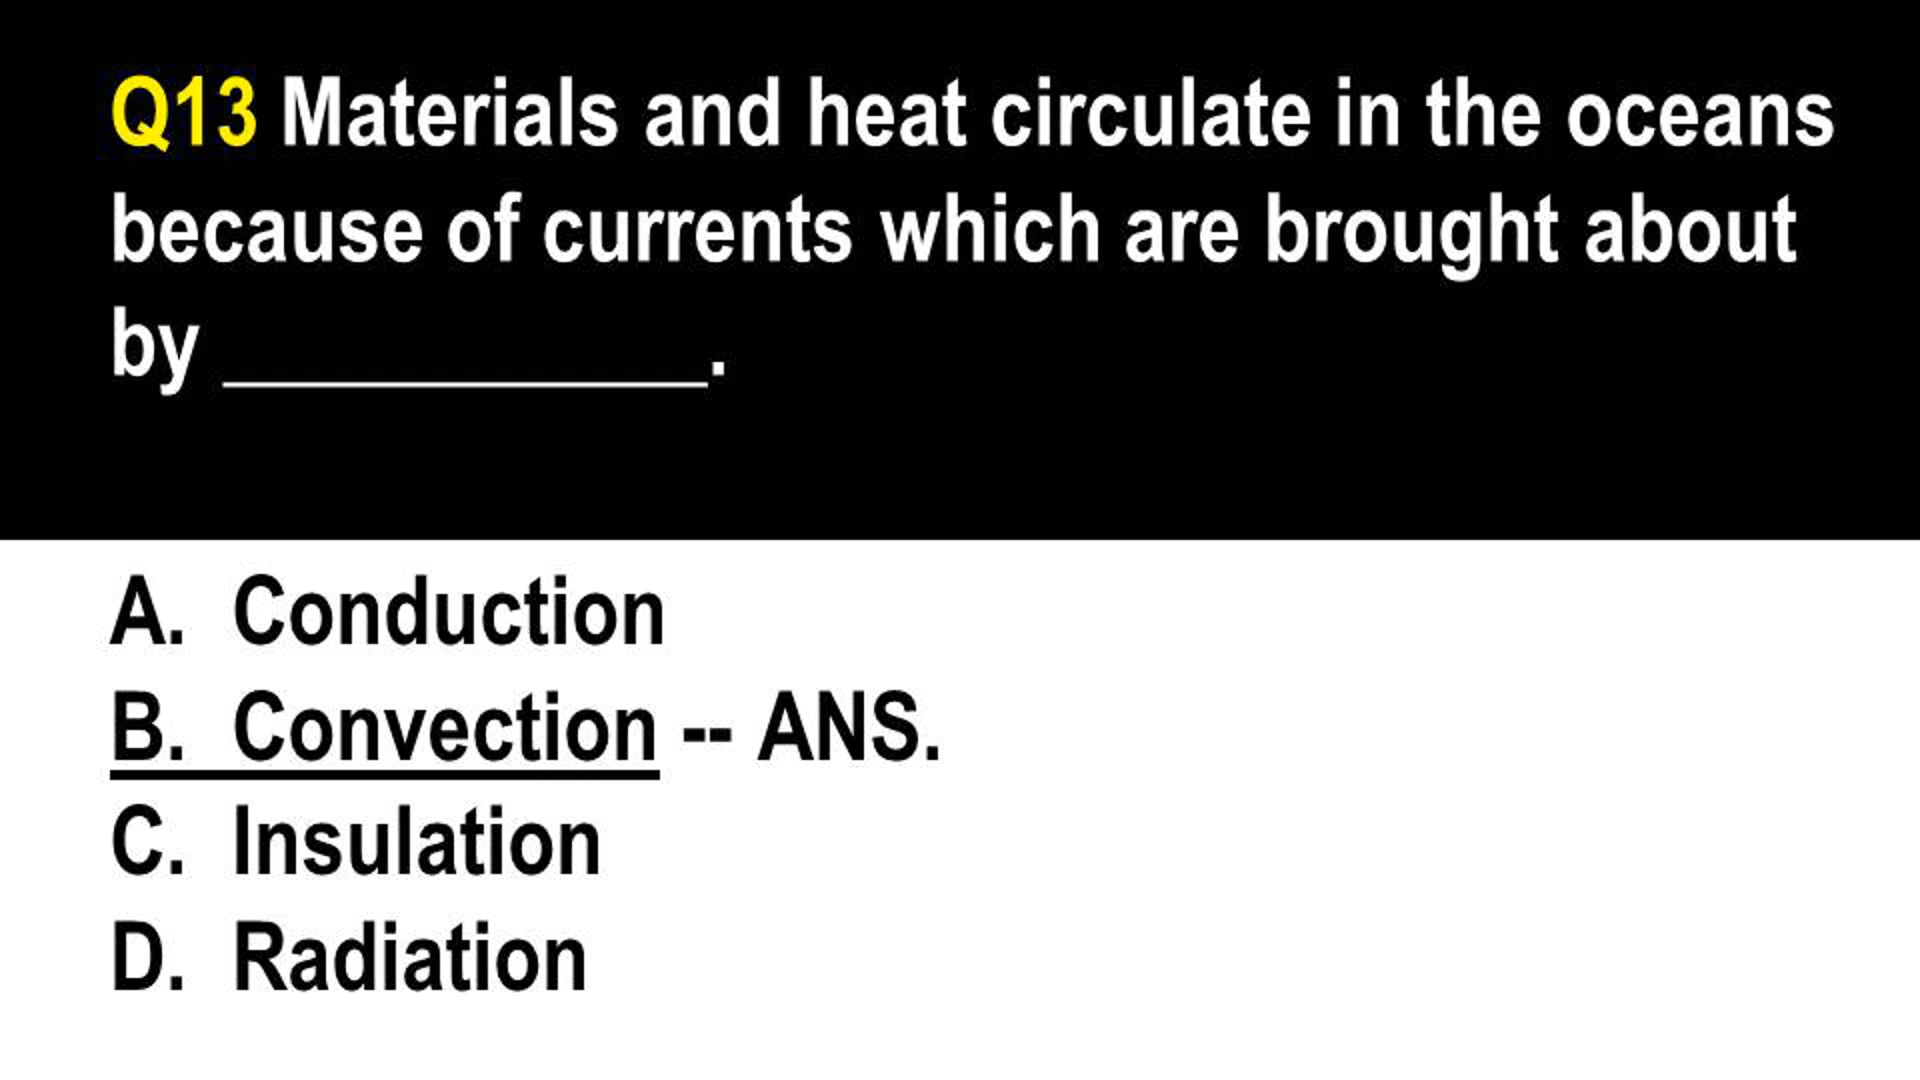 Q13 Materials and heat circulate in the oceans
because of currents which are brought about
by ____________.
A. Conduction
B. Convection -- ANS.
C. Insulation
D. Radiation